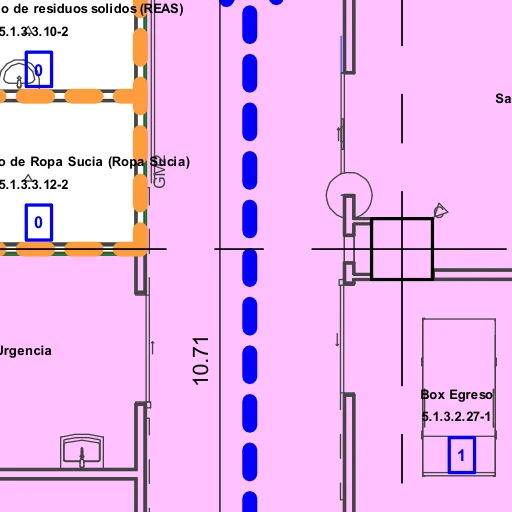 o de residuos solidos (REAS)
5.1.3.3.10-2
0
Sa
o de Ropa Sucia (Ropa Sucia)
5.1.3.3.12-2
GM
0
10.71
Urgencia
Box Egreso
5.1.3.2.27-1
1